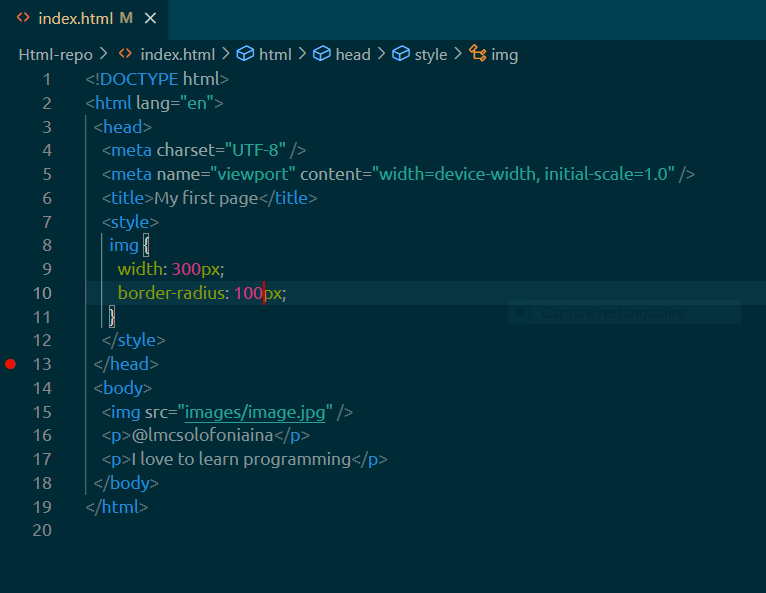 index.html M
Html-repo > index.html > html > head > style > img
1 <!DOCTYPE html>
2 <html lang="en">
3 <head>
4 <meta charset="UTF-8" />
5 <meta name="viewport" content="width=device-width, initial-scale=1.0" />
6 <title>My first page</title>
7 <style>
8 img {
9 width: 300px;
10 border-radius: 100px;
11 }
Capture rectangulaire
12 </style>
13 </head>
14 <body>
15 <img src="images/image.jpg" />
16 <p>@lmcsolofoniaina</p>
17 <p>I love to learn programming</p>
18 </body>
19 </html>
20